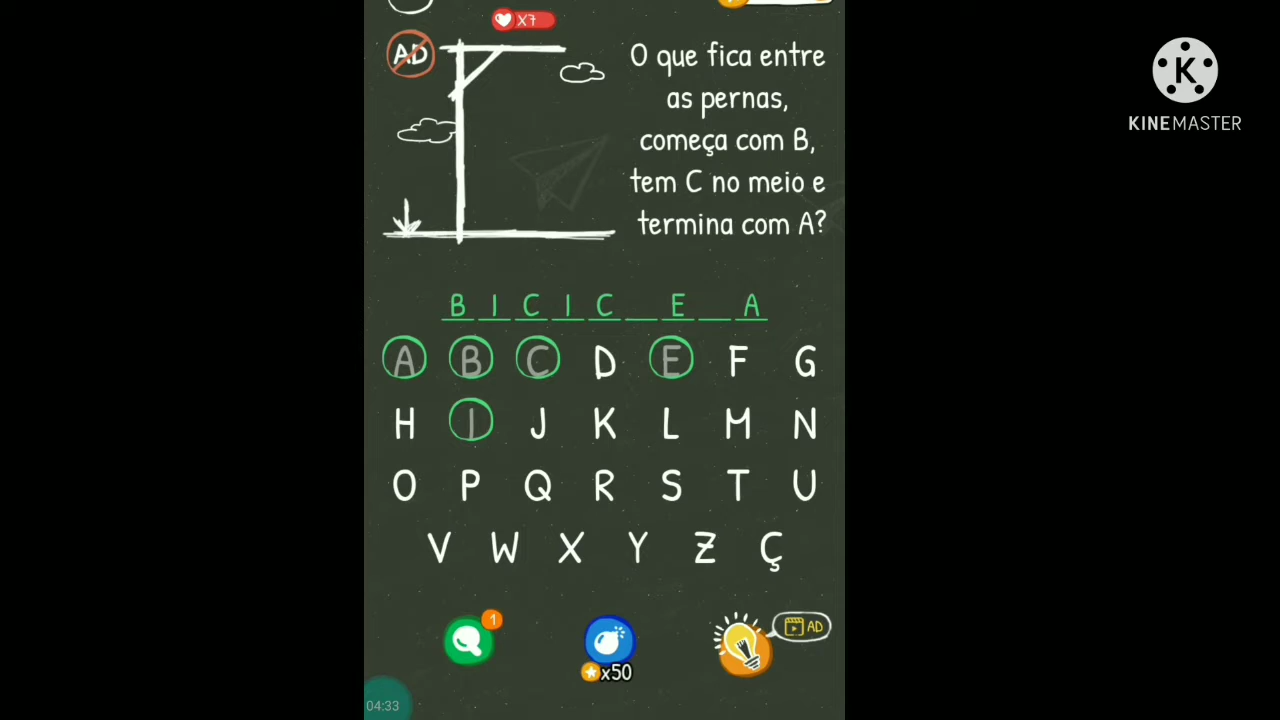 X7
AD
O que fica entre
as pernas,
começa com B,
tem C no meio e
termina com A?
KINEMASTER
K
B I C I C _ E _ A
A B C D E F G
H I J K L M N
O P Q R S T U
V W X Y Z Ç
1
AD
x50
04:33